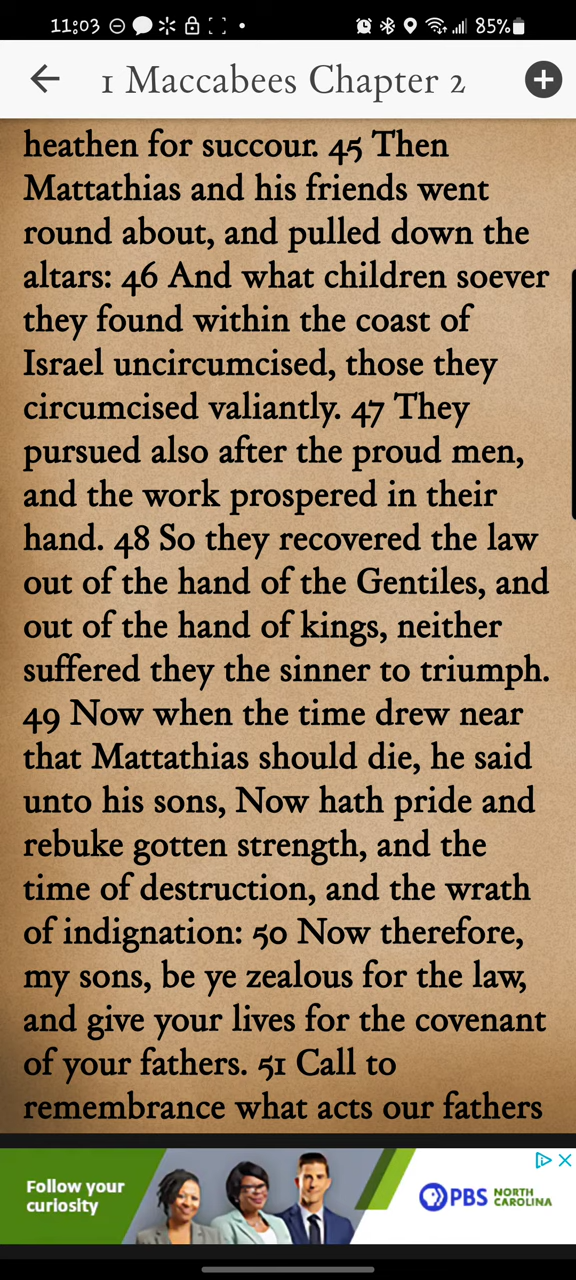 11:03 85%
1 Maccabees Chapter 2
heathen for succour. 45 Then
Mattathias and his friends went
round about, and pulled down the
altars: 46 And what children soever
they found within the coast of
Israel uncircumcised, those they
circumcised valiantly. 47 They
pursued also after the proud men,
and the work prospered in their
hand. 48 So they recovered the law
out of the hand of the Gentiles, and
out of the hand of kings, neither
suffered they the sinner to triumph.
49 Now when the time drew near
that Mattathias should die, he said
unto his sons, Now hath pride and
rebuke gotten strength, and the
time of destruction, and the wrath
of indignation: 50 Now therefore,
my sons, be ye zealous for the law,
and give your lives for the covenant
of your fathers. 51 Call to
remembrance what acts our fathers
Follow your
curiosity
PBS NORTH
CAROLINA